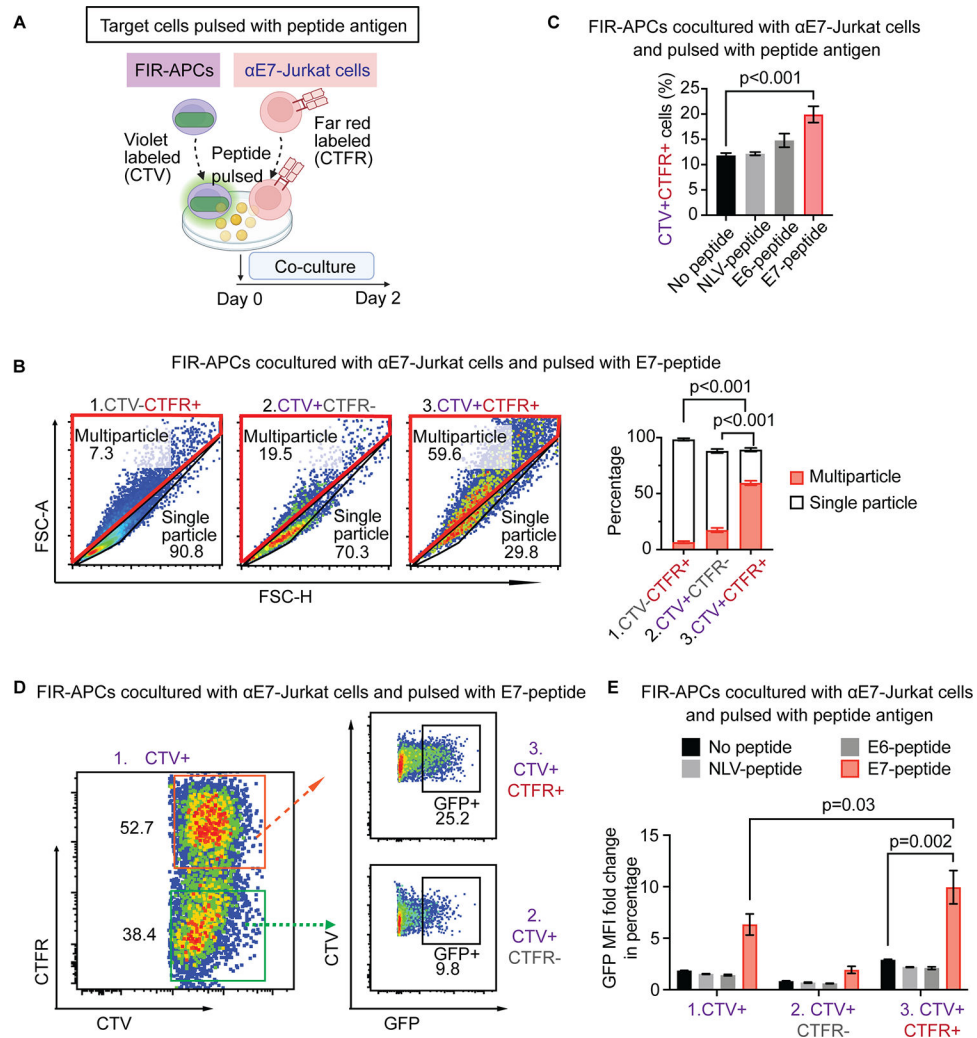 A
Target cells pulsed with peptide antigen
FIR-APCs
αE7-Jurkat cells
Violet
labeled
(CTV)
Peptide
pulsed
Far red
labeled
(CTFR)
Co-culture
Day 0
Day 2
C
FIR-APCs cocultured with αE7-Jurkat cells
and pulsed with peptide antigen
p<0.001
CTV+CTFR+ cells (%)
25
20
15
10
5
0
No peptide
NLV-peptide
E6-peptide
E7-peptide
B
FIR-APCs cocultured with αE7-Jurkat cells and pulsed with E7-peptide
1.CTV-CTFR+
2.CTV+CTFR-
3.CTV+CTFR+
Multiparticle
7.3
Single
particle
90.8
19.5
Single
particle
70.3
59.6
Single
particle
29.8
FSC-A
FSC-H
p<0.001
p<0.001
Percentage
100
50
0
Multiparticle
Single particle
1.CTV-CTFR+
2.CTV+CTFR-
3.CTV+CTFR+
D
FIR-APCs cocultured with αE7-Jurkat cells and pulsed with E7-peptide
1. CTV+
52.7
38.4
CTFR
CTV
GFP+
25.2
3.
CTV+
CTFR+
GFP+
9.8
2.
CTV+
CTFR-
CTV
GFP
E
FIR-APCs cocultured with αE7-Jurkat cells
and pulsed with peptide antigen
No peptide
E6-peptide
NLV-peptide
E7-peptide
p=0.03
p=0.002
GFP MFI fold change
in percentage
15
10
5
0
1.CTV+
2. CTV+
CTFR-
3. CTV+
CTFR+